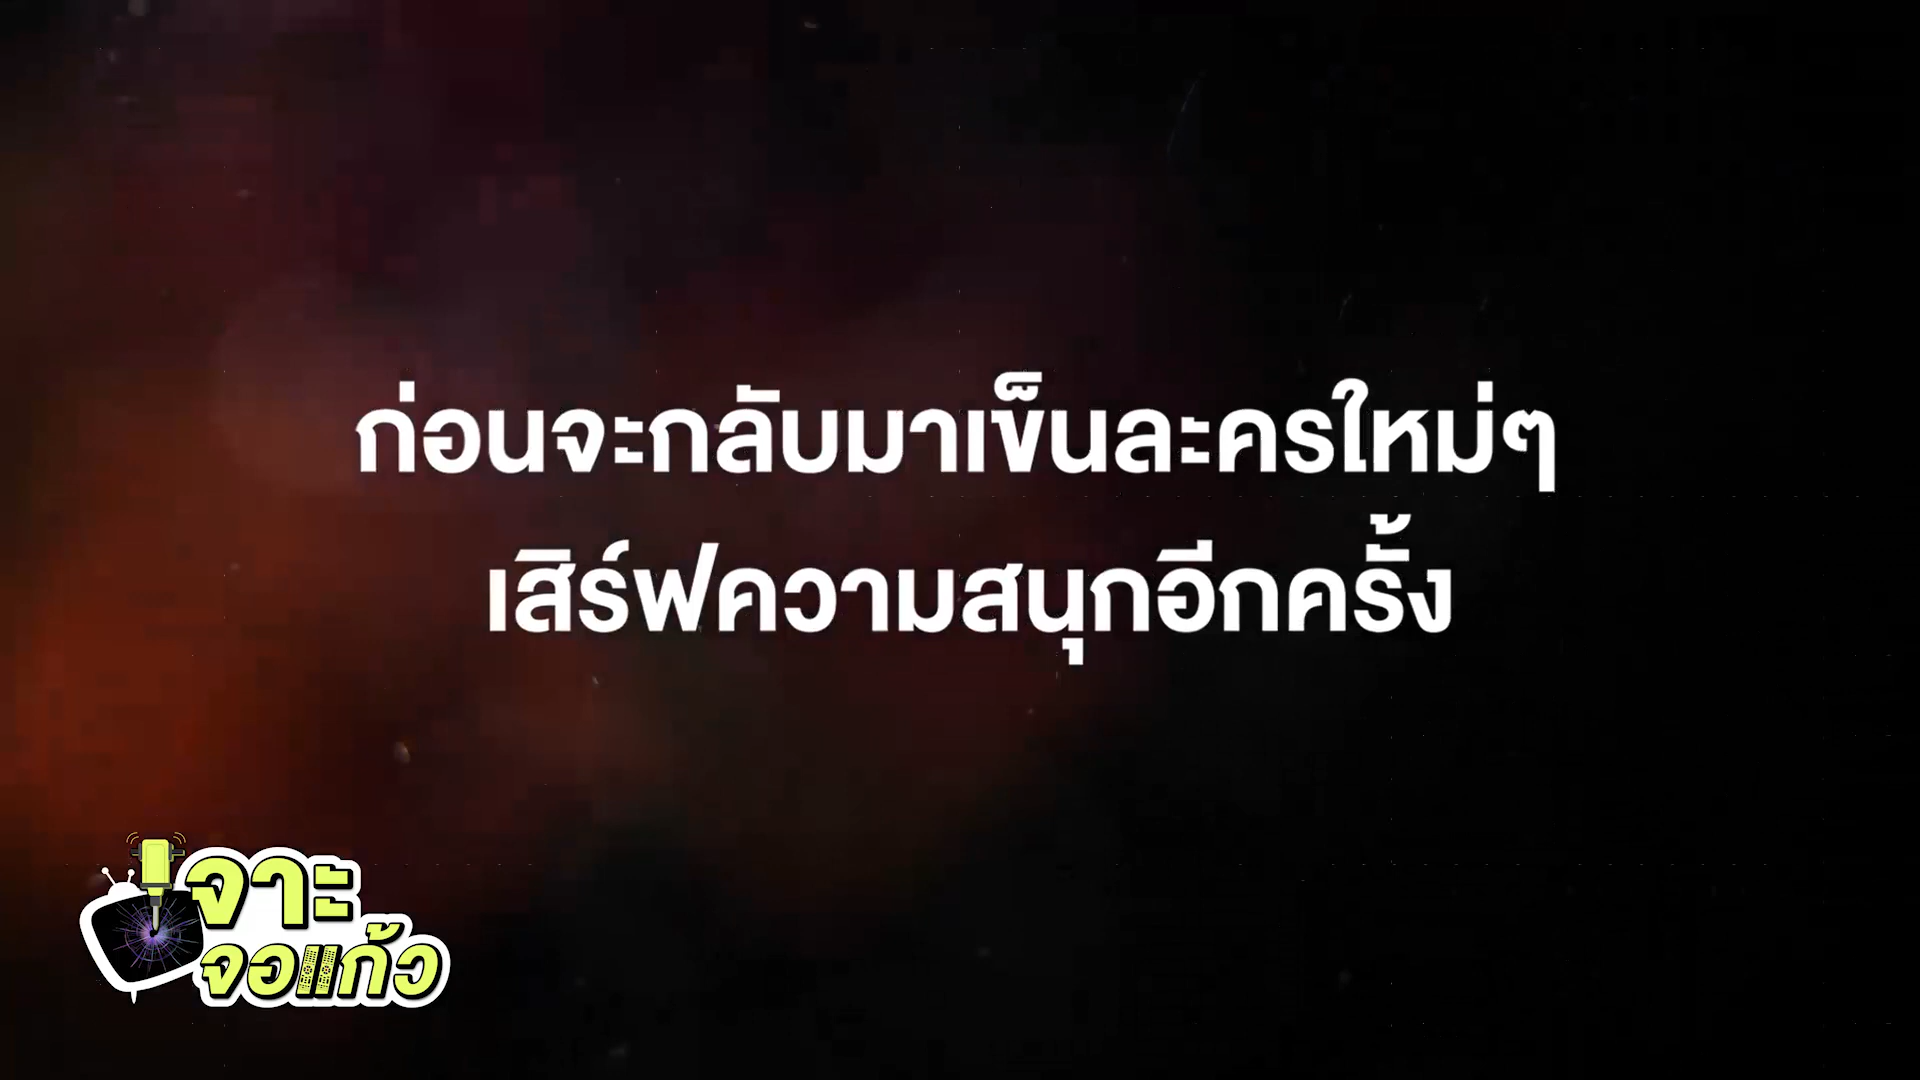 ก่อนจะกลับมาเข็นละครใหม่ๆ
เสิร์ฟความสนุกอีกครั้ง
เจาะ
จอแก้ว